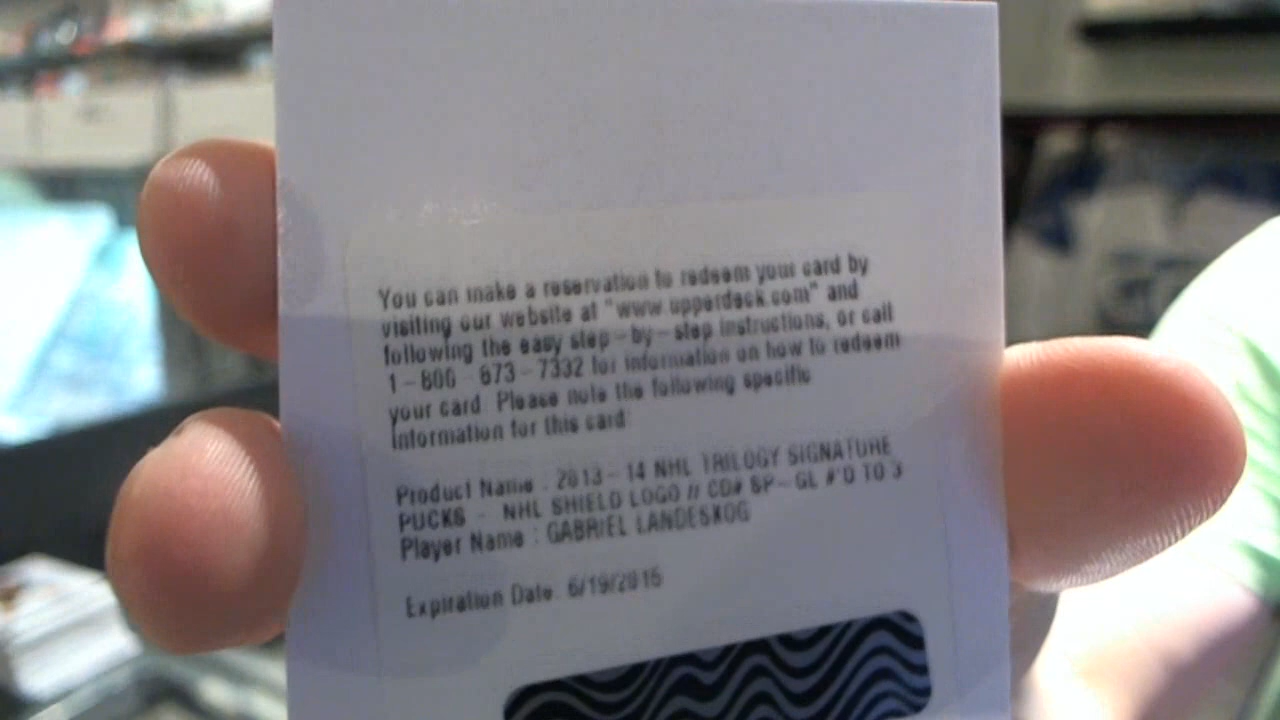 You can make a reservation to redeem your card by
visiting our website at "www.upperdeck.com" and
following the easy step-by-step instructions, or call
1-800-873-7332 for information on how to redeem
your card. Please note the following specific
information for this card:
Product Name : 2013-14 NHL TRILOGY SIGNATURE
PUCKS - NHL SHIELD LOGO // CD# SP-GL #'D TO 3
Player Name : GABRIEL LANDESKOG
Expiration Date: 6/19/2016